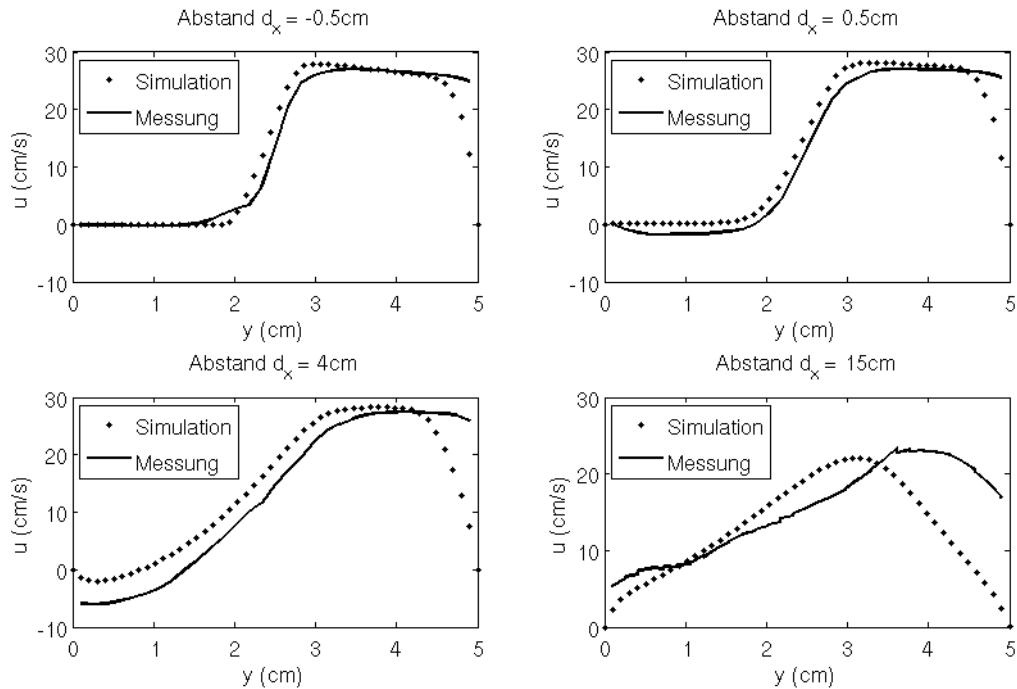 Abstand d_x = -0.5cm
30
20
10
0
-10
u (cm/s)
Simulation
Messung
0 1 2 3 4 5
y (cm)
Abstand d_x = 0.5cm
30
20
10
0
-10
u (cm/s)
Simulation
Messung
0 1 2 3 4 5
y (cm)
Abstand d_x = 4cm
30
20
10
0
-10
u (cm/s)
Simulation
Messung
0 1 2 3 4 5
y (cm)
Abstand d_x = 15cm
30
20
10
0
u (cm/s)
Simulation
Messung
0 1 2 3 4 5
y (cm)